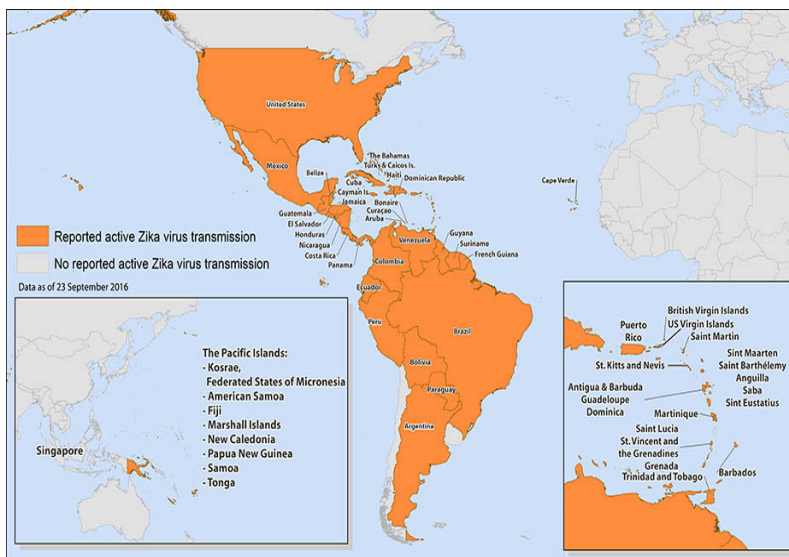 United States
Mexico
The Bahamas
Turks & Caicos Is.
Haiti
Dominican Republic
Belize
Cuba
Cayman Is.
Jamaica
Bonaire
Curaçao
Aruba
Cape Verde
Guatemala
El Salvador
Honduras
Nicaragua
Costa Rica
Panama
Guyana
Suriname
French Guiana
Venezuela
Colombia
Ecuador
Peru
Brazil
Bolivia
Paraguay
Argentina
Reported active Zika virus transmission
No reported active Zika virus transmission
Data as of 23 September 2016
The Pacific Islands:
- Kosrae,
Federated States of Micronesia
- American Samoa
- Fiji
- Marshall Islands
- New Caledonia
- Papua New Guinea
- Samoa
- Tonga
Singapore
British Virgin Islands
US Virgin Islands
Saint Martin
Puerto
Rico
St. Kitts and Nevis
Sint Maarten
Saint Barthélemy
Anguilla
Saba
Sint Eustatius
Antigua & Barbuda
Guadeloupe
Dominica
Martinique
Saint Lucia
St. Vincent and
the Grenadines
Grenada
Trinidad and Tobago
Barbados